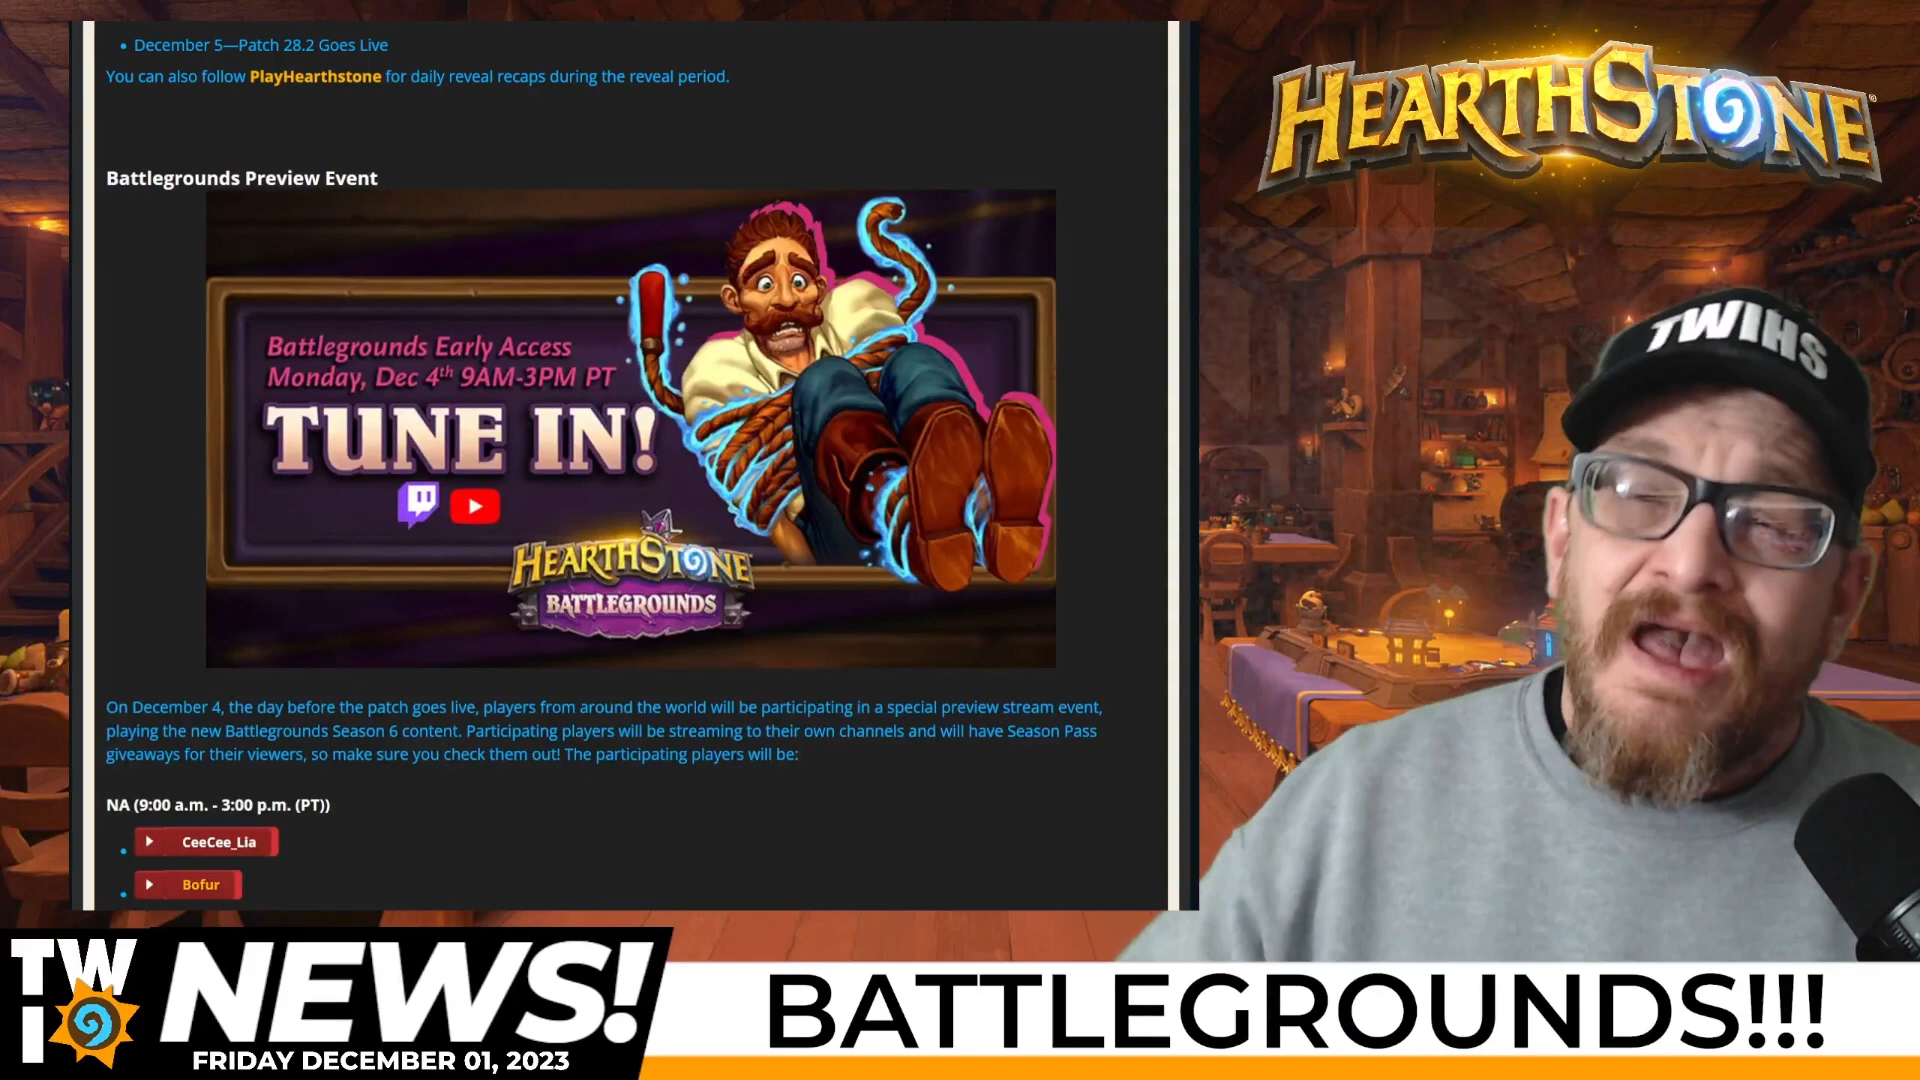 December 5—Patch 28.2 Goes Live
You can also follow PlayHearthstone for daily reveal recaps during the reveal period.
Battlegrounds Preview Event
Battlegrounds Early Access
Monday, Dec 4th 9AM-3PM PT
TUNE IN!
HEARTHSTONE
BATTLEGROUNDS
On December 4, the day before the patch goes live, players from around the world will be participating in a special preview stream event,
playing the new Battlegrounds Season 6 content. Participating players will be streaming to their own channels and will have Season Pass
giveaways for their viewers, so make sure you check them out! The participating players will be:
NA (9:00 a.m. - 3:00 p.m. (PT))
CeeCee_Lia
Bofur
HEARTHSTONE
TWIHS
TW
I
NEWS!
FRIDAY DECEMBER 01, 2023
BATTLEGROUNDS!!!